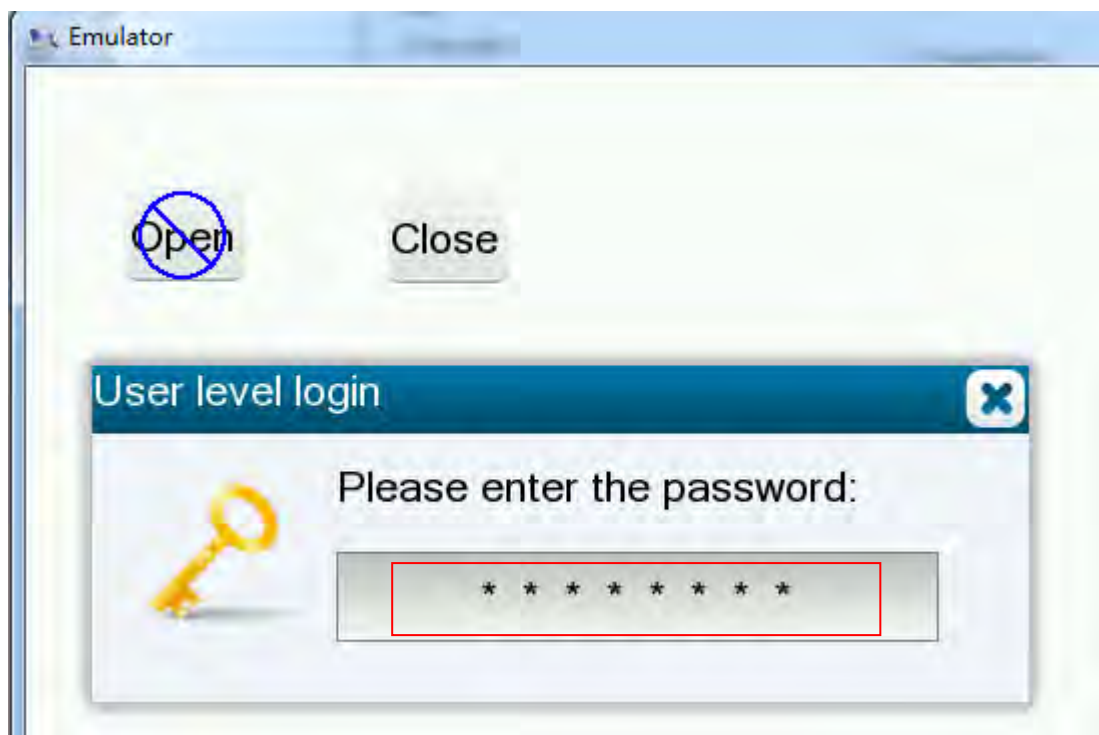 Emulator
Open
Close
User level login
Please enter the password:
* * * * * * * *